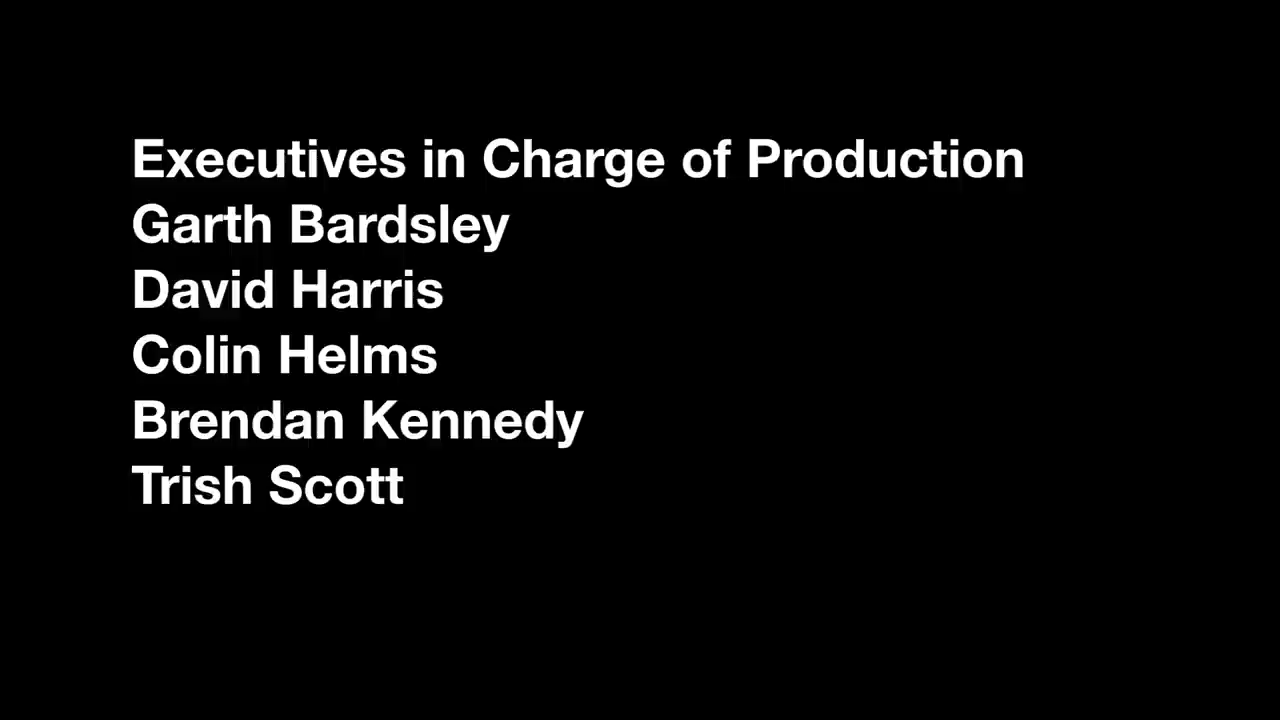 Executives in Charge of Production
Garth Bardsley
David Harris
Colin Helms
Brendan Kennedy
Trish Scott